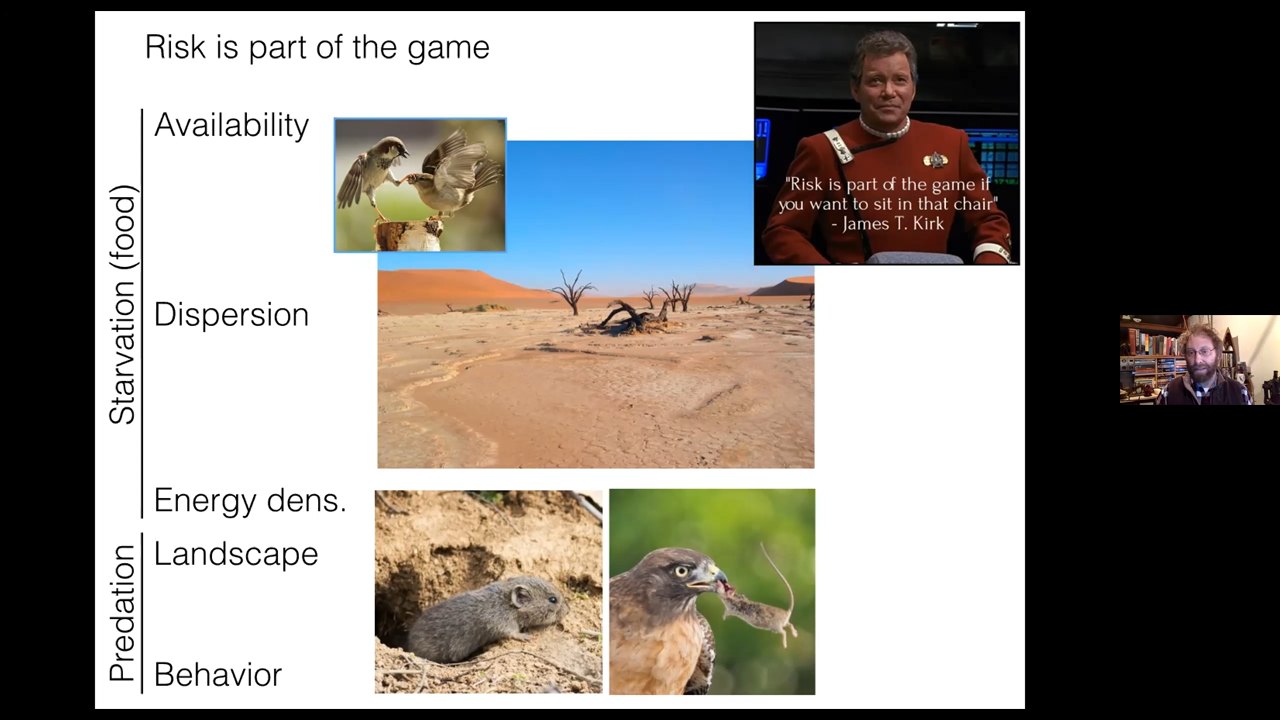 Risk is part of the game
Starvation (food)
Availability
Dispersion
Energy dens.
Predation
Landscape
Behavior
"Risk is part of the game if
you want to sit in that chair"
- James T. Kirk